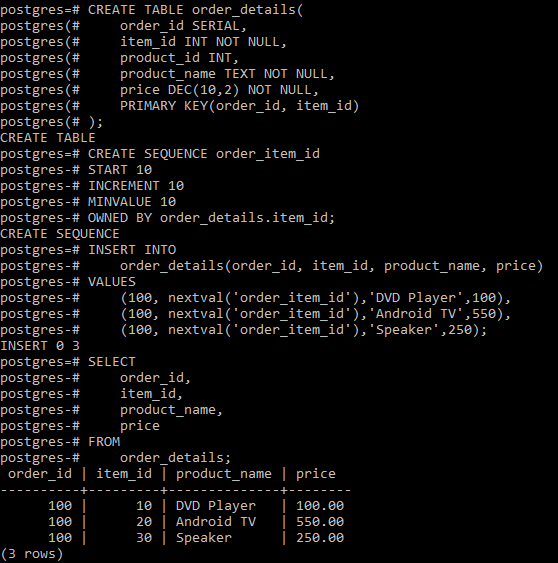 postgres=# CREATE TABLE order_details(
postgres(#     order_id SERIAL,
postgres(#     item_id INT NOT NULL,
postgres(#     product_id INT,
postgres(#     product_name TEXT NOT NULL,
postgres(#     price DEC(10,2) NOT NULL,
postgres(#     PRIMARY KEY(order_id, item_id)
postgres(# );
CREATE TABLE
postgres=# CREATE SEQUENCE order_item_id
postgres-# START 10
postgres-# INCREMENT 10
postgres-# MINVALUE 10
postgres-# OWNED BY order_details.item_id;
CREATE SEQUENCE
postgres=# INSERT INTO
postgres-#     order_details(order_id, item_id, product_name, price)
postgres-# VALUES
postgres-#     (100, nextval('order_item_id'),'DVD Player',100),
postgres-#     (100, nextval('order_item_id'),'Android TV',550),
postgres-#     (100, nextval('order_item_id'),'Speaker',250);
INSERT 0 3
postgres=# SELECT
postgres-#     order_id,
postgres-#     item_id,
postgres-#     product_name,
postgres-#     price
postgres-# FROM
postgres-#     order_details;
 order_id | item_id | product_name | price
----------+---------+--------------+--------
      100 |      10 | DVD Player   | 100.00
      100 |      20 | Android TV   | 550.00
      100 |      30 | Speaker      | 250.00
(3 rows)